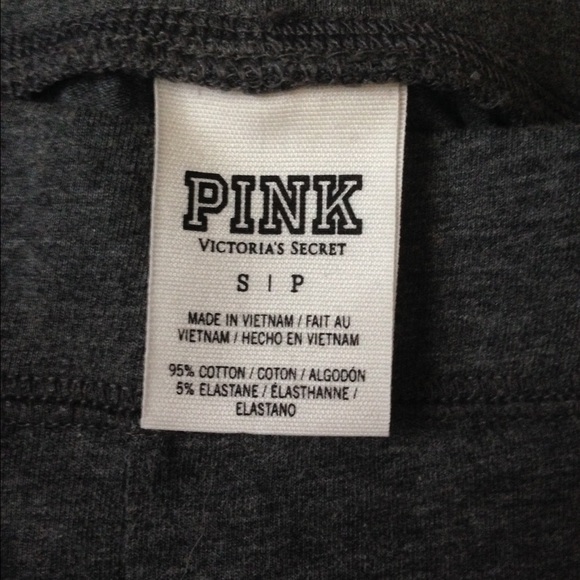 PINK
VICTORIA'S SECRET
S | P
MADE IN VIETNAM / FAIT AU
VIETNAM / HECHO EN VIETNAM
95% COTTON / COTON / ALGODÓN
5% ELASTANE / ÉLASTHANNE /
ELASTANO